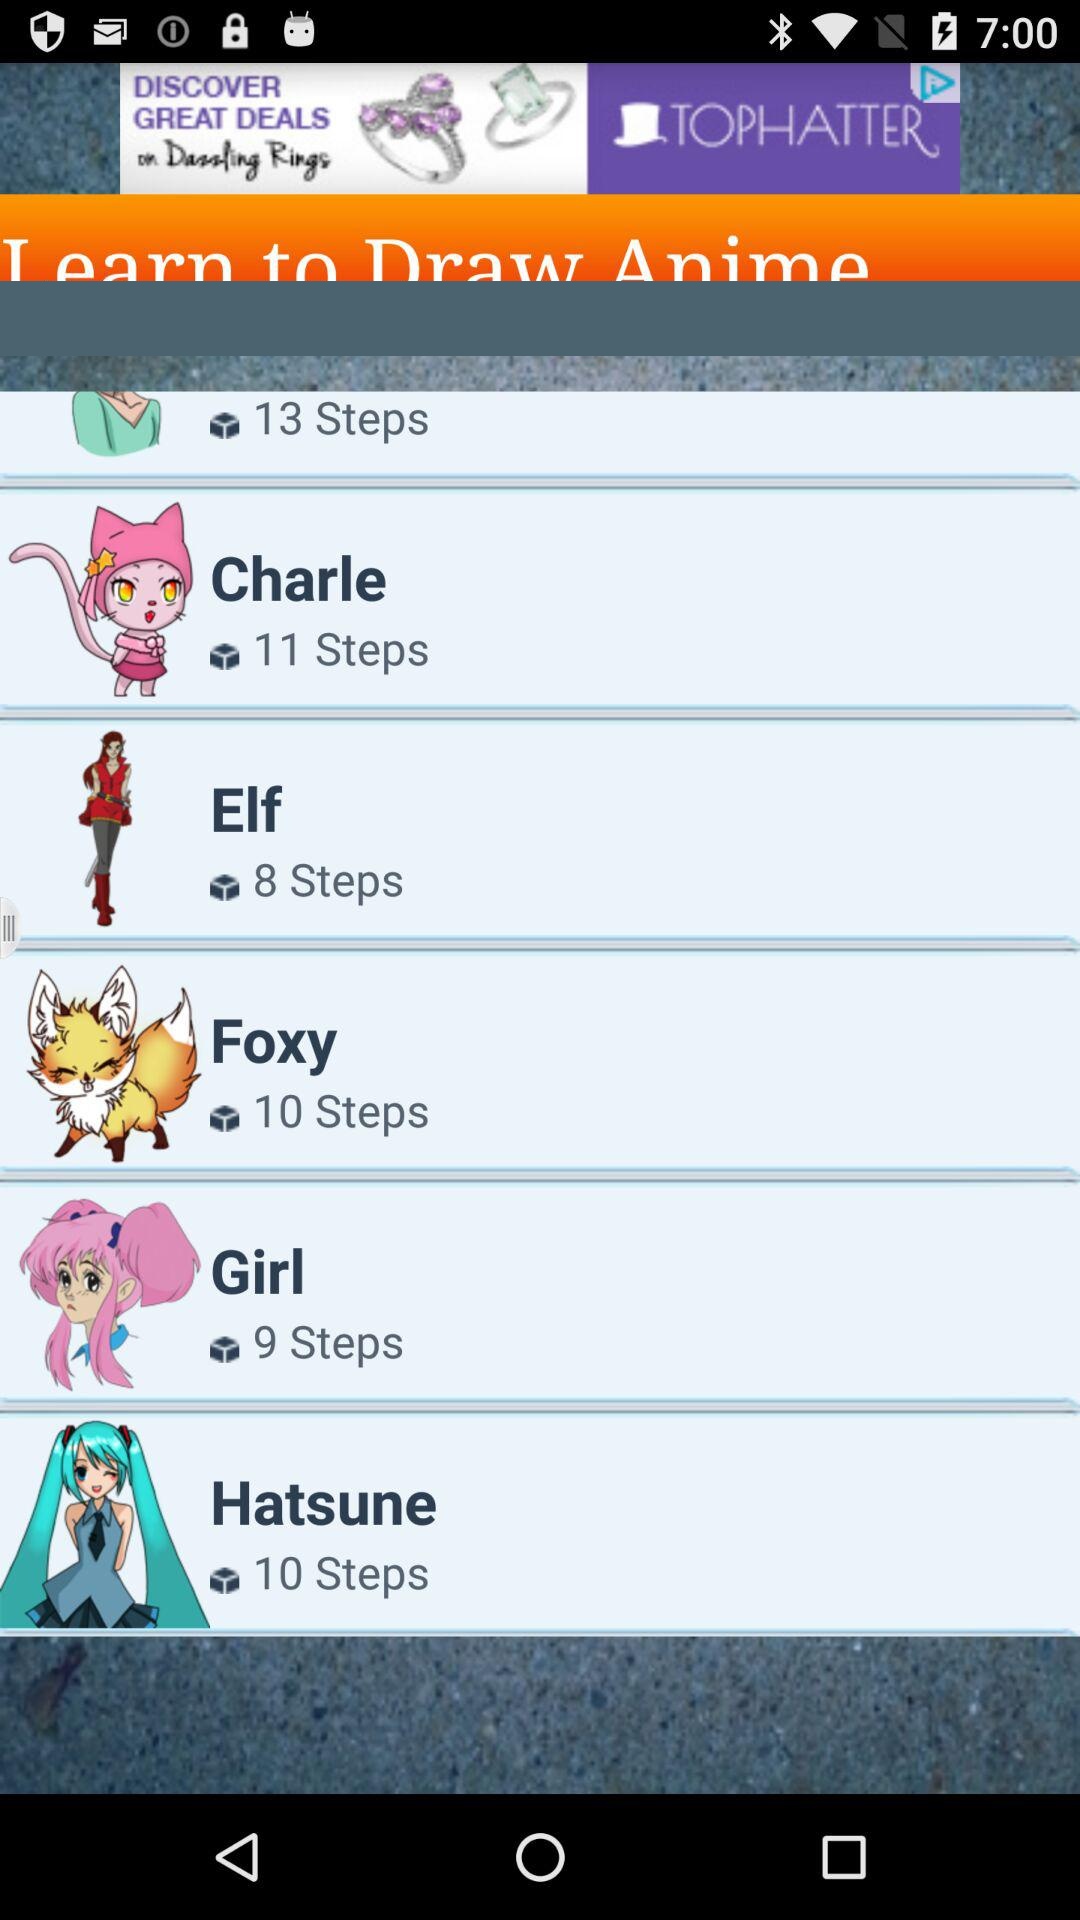 7:00
DISCOVER
GREAT DEALS
on Dazzling Rings
TOPHATTER
Learn to Draw Anime
13 Steps
Charle
11 Steps
Elf
8 Steps
Foxy
10 Steps
Girl
9 Steps
Hatsune
10 Steps